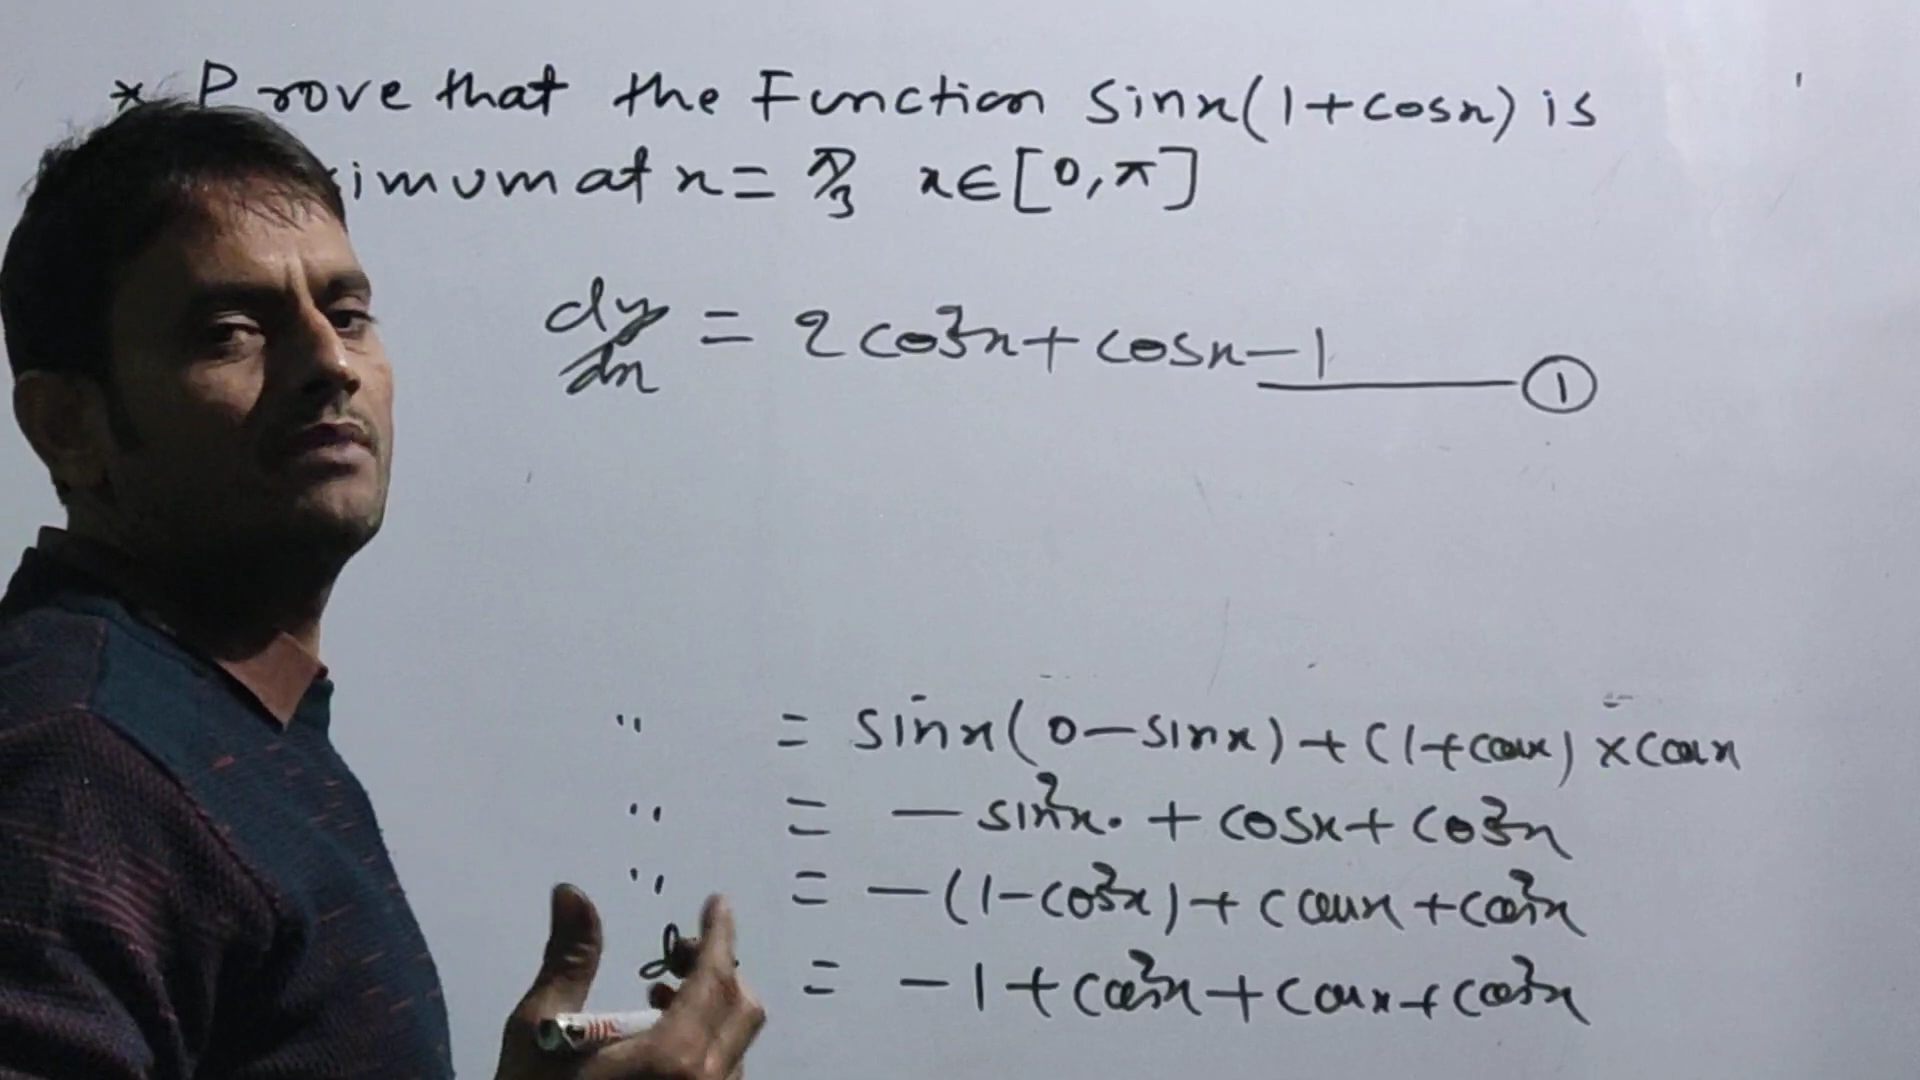 * Prove that the Function sinx(1+cosx) is
imum at x = π/3 x∈[0,π]
dy/dx = 2cos²x + cosx - 1 ——— ①
" = sinx(0-sinx) + (1+cosx) × cosx
" = - sin²x. + cosx + cos²x
" = -(1-cos²x) + cosx + cos²x
= -1 + cos²x + cosx + cos²x